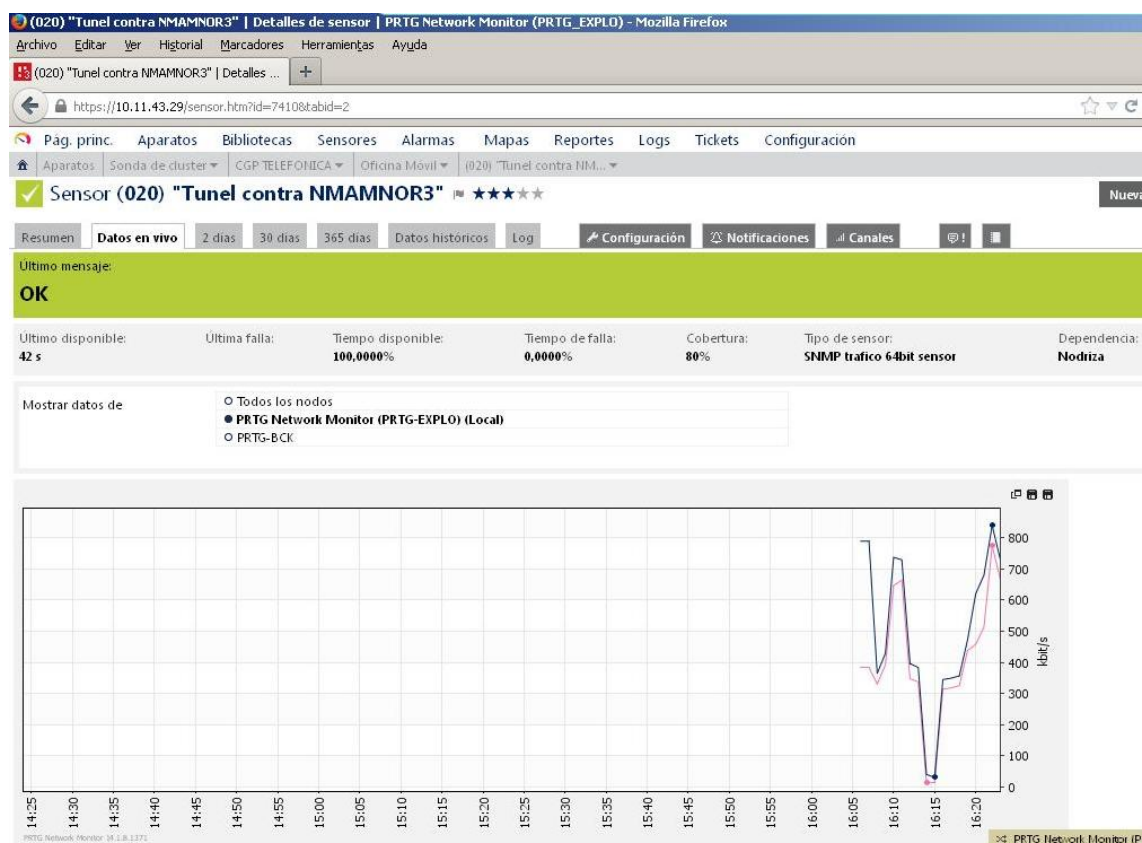 (020) "Tunel contra NMAMNOR3" | Detalles de sensor | PRTG Network Monitor (PRTG_EXPLO) - Mozilla Firefox
Archivo Editar Ver Historial Marcadores Herramientas Ayuda
(020) "Tunel contra NMAMNOR3" | Detalles ... +
https://10.11.43.29/sensor.htm?id=7410&tabid=2
Pág. princ. Aparatos Bibliotecas Sensores Alarmas Mapas Reportes Logs Tickets Configuración
Aparatos Sonda de cluster CGP TELEFONICA Oficina Móvil (020) "Tunel contra NM...
Sensor (020) "Tunel contra NMAMNOR3"
Nueva
Resumen Datos en vivo 2 días 30 días 365 días Datos históricos Log Configuración Notificaciones Canales
Último mensaje:
OK
Último disponible: Última falla: Tiempo disponible: Tiempo de falla: Cobertura: Tipo de sensor: Dependencia:
42 s 100,0000% 0,0000% 80% SNMP trafico 64bit sensor Nodriza
Mostrar datos de
Todos los nodos
PRTG Network Monitor (PRTG-EXPLO) (Local)
PRTG-BCK
800
700
600
500
400
300
200
100
0
kbit/s
14:25 14:30 14:35 14:40 14:45 14:50 14:55 15:00 15:05 15:10 15:15 15:20 15:25 15:30 15:35 15:40 15:45 15:50 15:55 16:00 16:05 16:10 16:15 16:20
PRTG Network Monitor 14.1.8.1371
PRTG Network Monitor (P